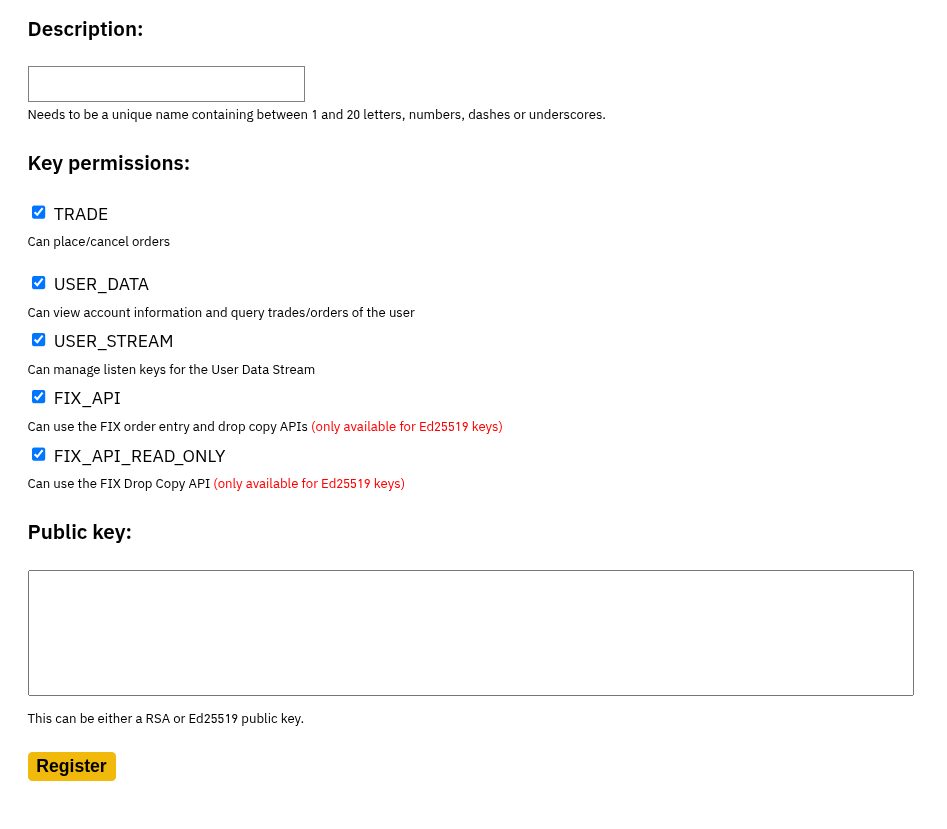 Description:
Needs to be a unique name containing between 1 and 20 letters, numbers, dashes or underscores.
Key permissions:
TRADE
Can place/cancel orders
USER_DATA
Can view account information and query trades/orders of the user
USER_STREAM
Can manage listen keys for the User Data Stream
FIX_API
Can use the FIX order entry and drop copy APIs (only available for Ed25519 keys)
FIX_API_READ_ONLY
Can use the FIX Drop Copy API (only available for Ed25519 keys)
Public key:
This can be either a RSA or Ed25519 public key.
Register